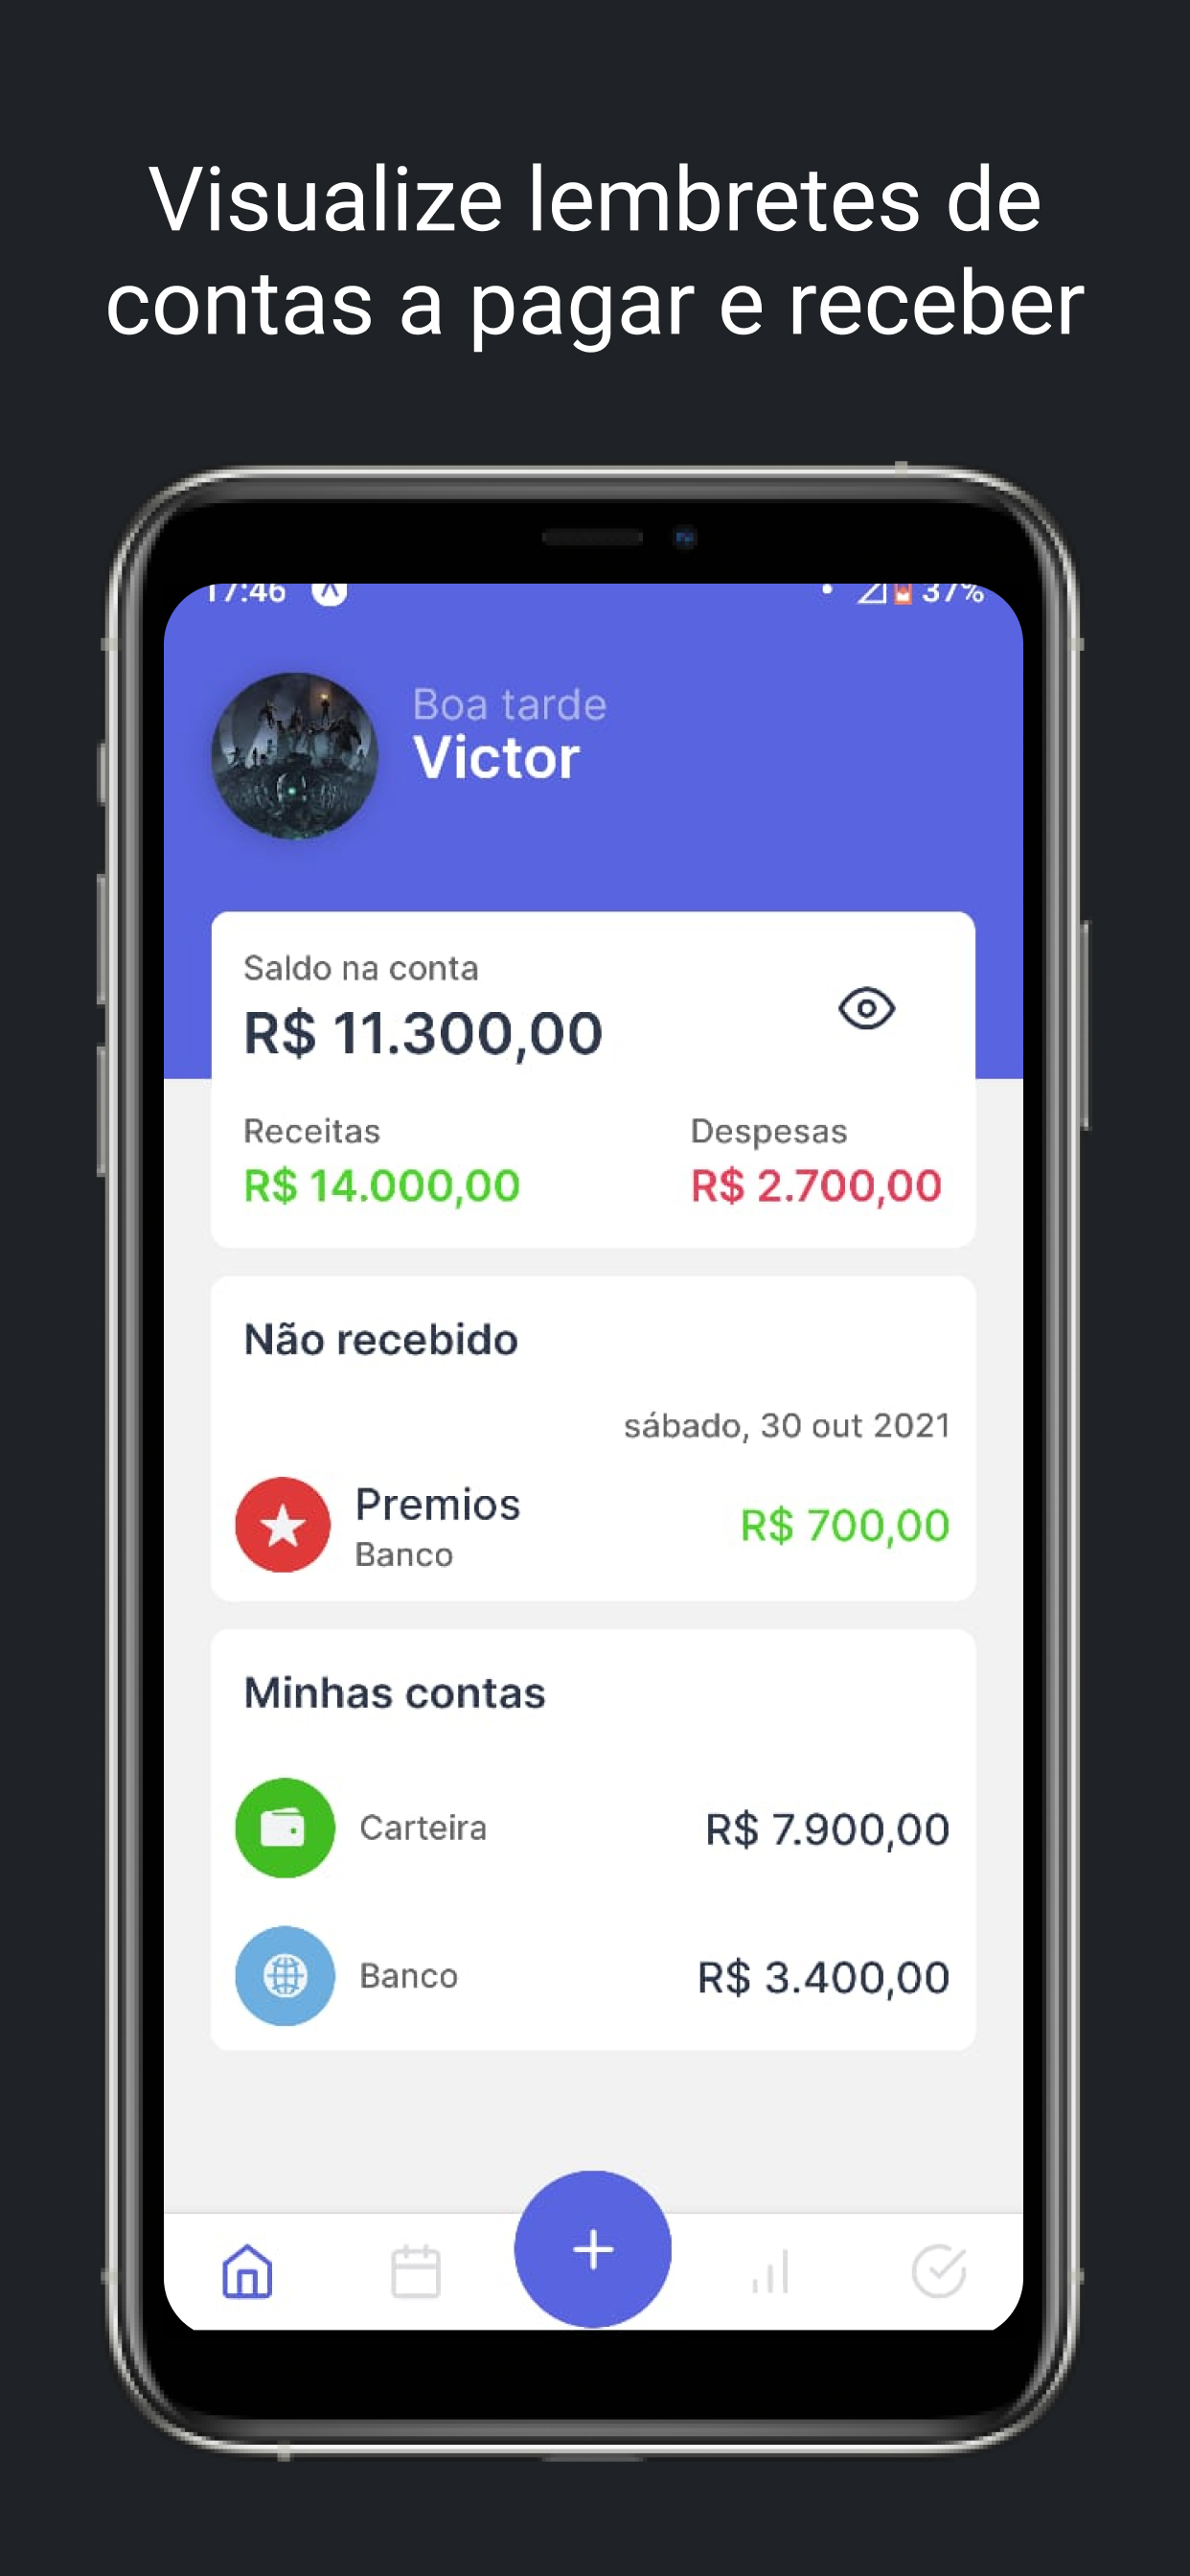 Visualize lembretes de
contas a pagar e receber
17:46 37%
Boa tarde
Victor
Saldo na conta
R$ 11.300,00
Receitas Despesas
R$ 14.000,00 R$ 2.700,00
Não recebido
sábado, 30 out 2021
Premios
R$ 700,00
Banco
Minhas contas
Carteira R$ 7.900,00
Banco R$ 3.400,00